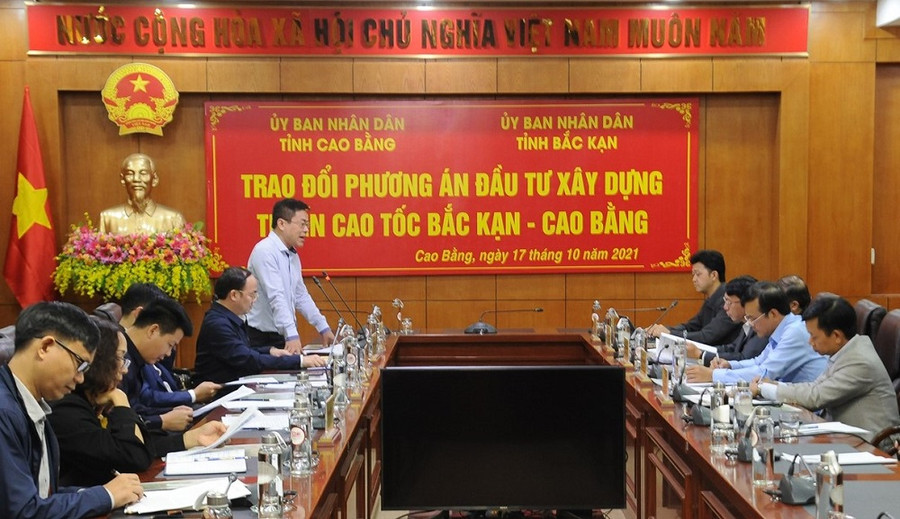 NƯỚC CỘNG HÒA XÃ HỘI CHỦ NGHĨA VIỆT NAM MUÔN NĂM
ỦY BAN NHÂN DÂN
TỈNH CAO BẰNG
ỦY BAN NHÂN DÂN
TỈNH BẮC KẠN
TRAO ĐỔI PHƯƠNG ÁN ĐẦU TƯ XÂY DỰNG
CAO TỐC BẮC KẠN - CAO BẰNG
Cao Bằng, ngày 17 tháng 10 năm 2021